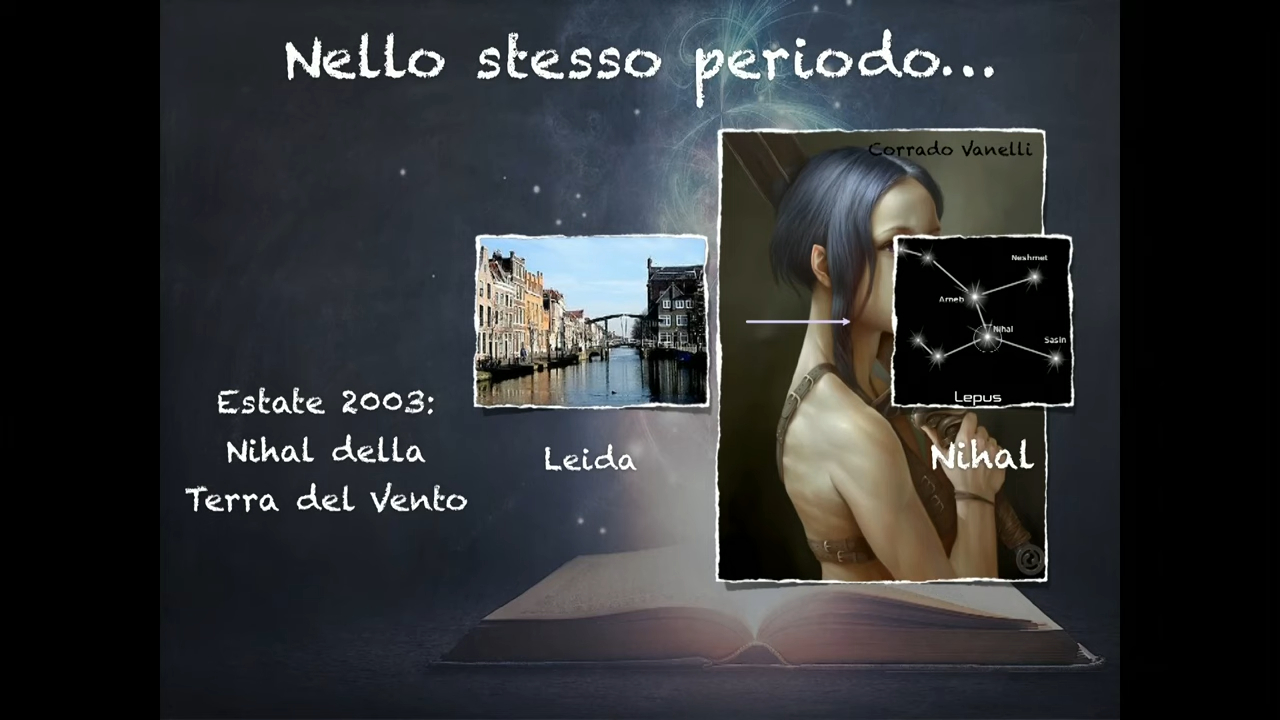 Nello stesso periodo...
Corrado Vanelli
Neshmet
Arneb
Nihal
Sasin
Lepus
Estate 2003:
Nihal della
Terra del Vento
Leida
Nihal